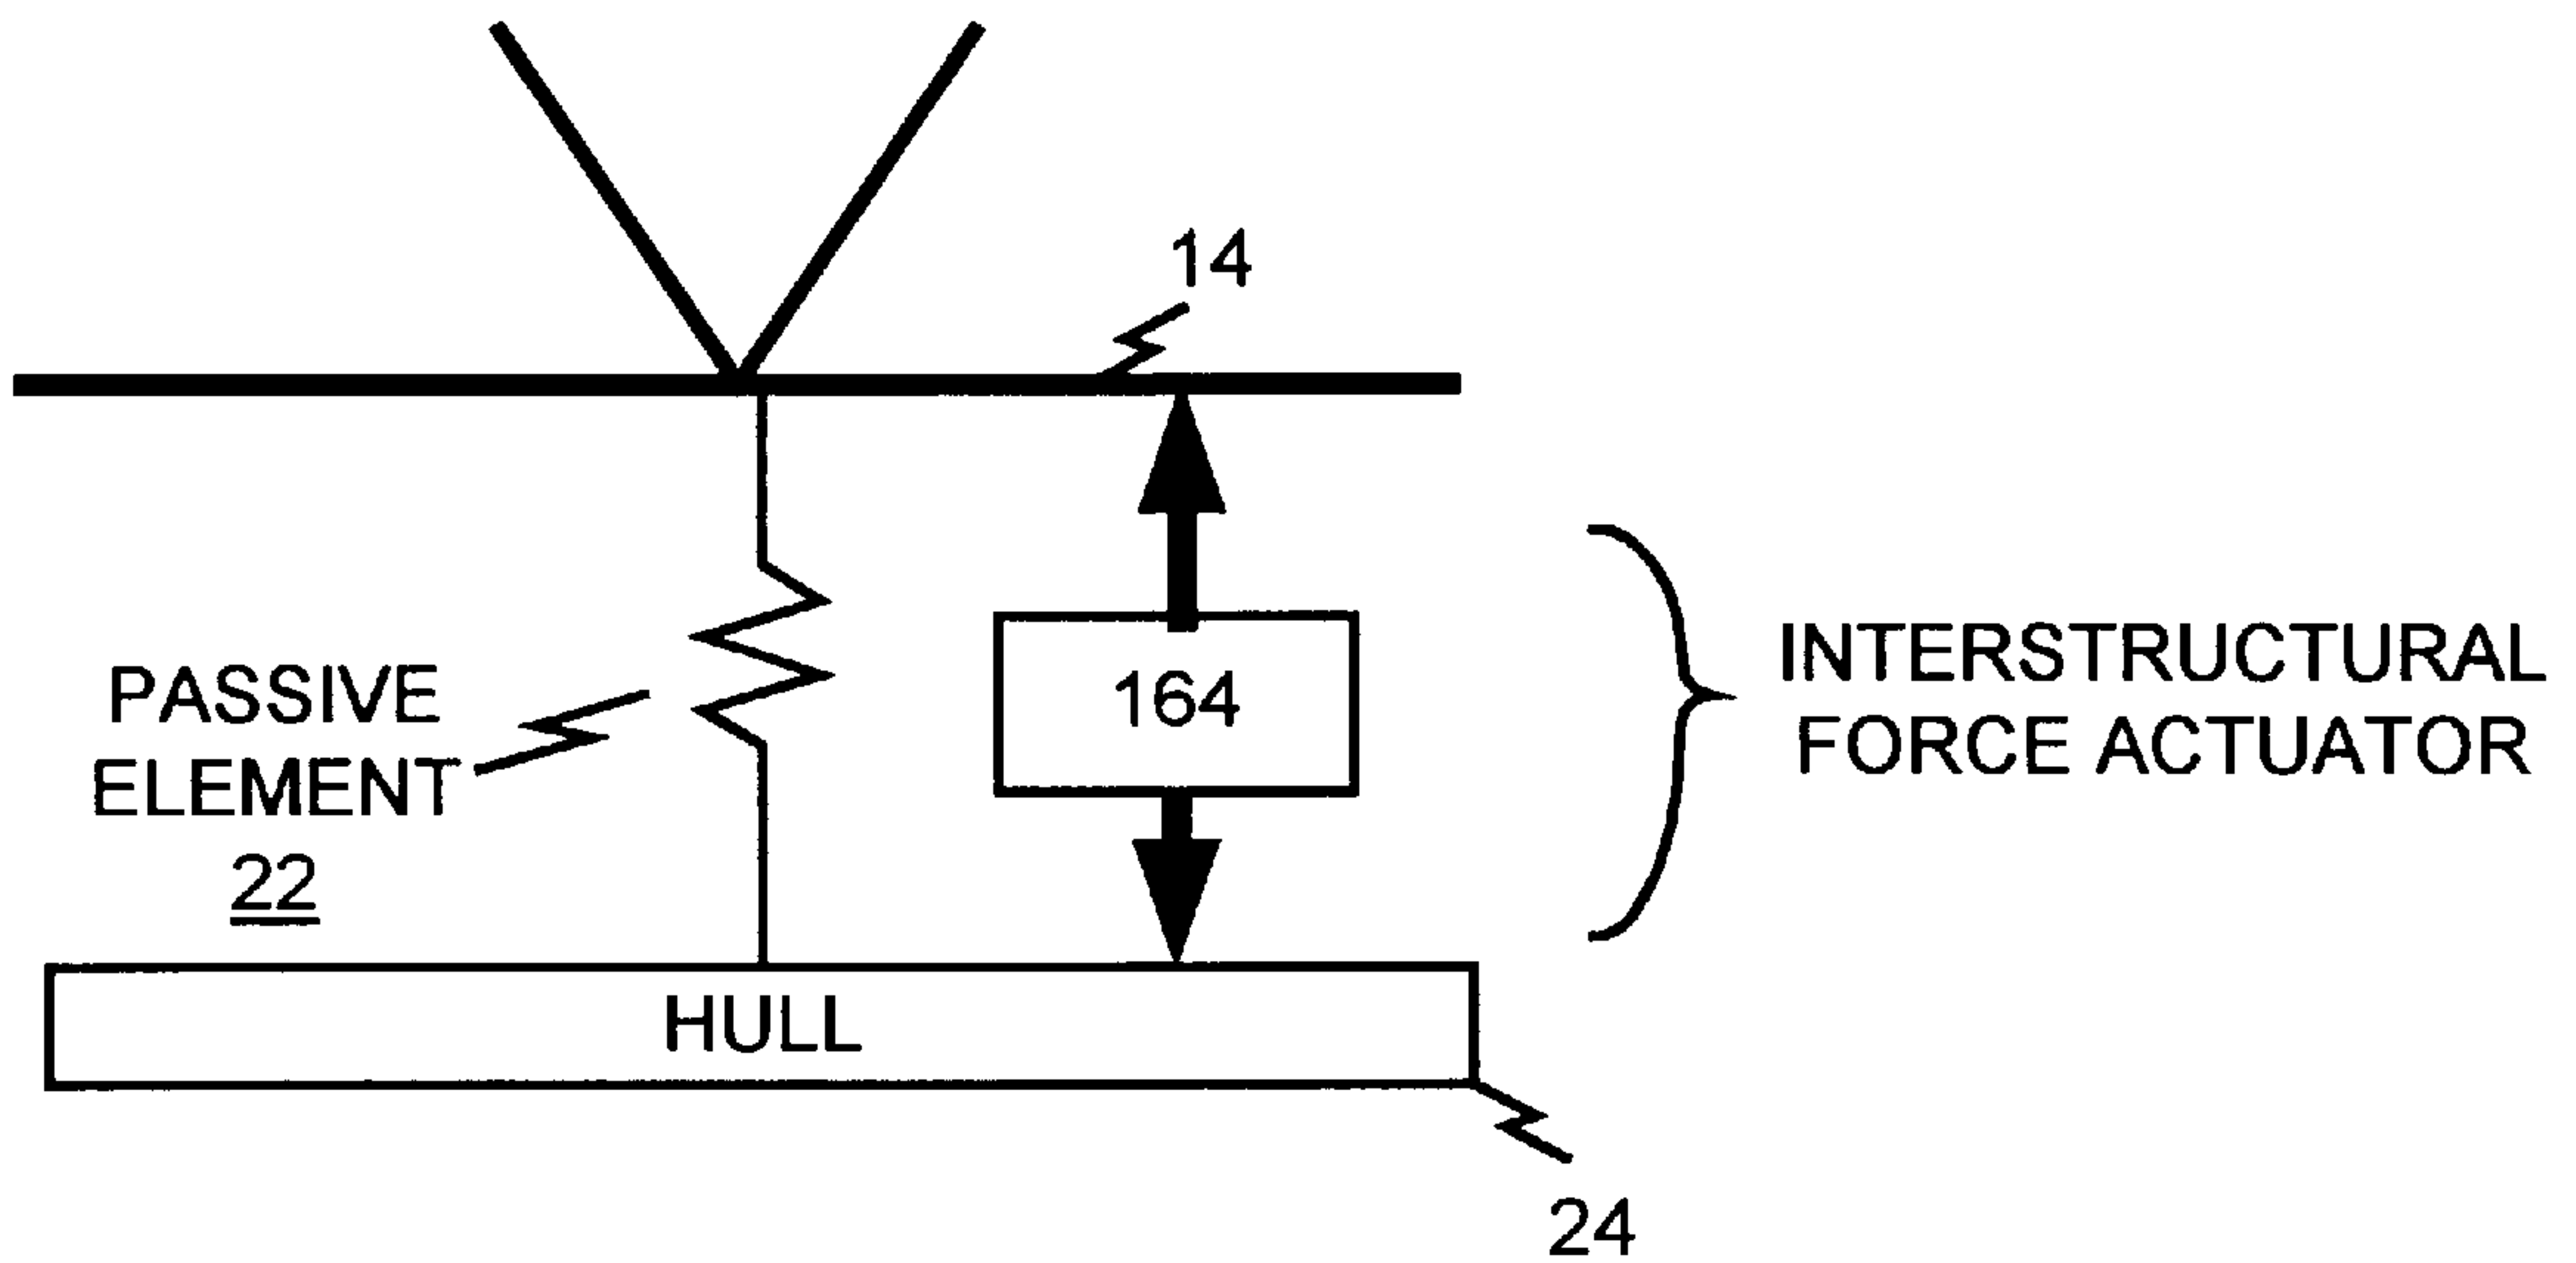 14
PASSIVE
ELEMENT
22
164
INTERSTRUCTURAL
FORCE ACTUATOR
HULL
24